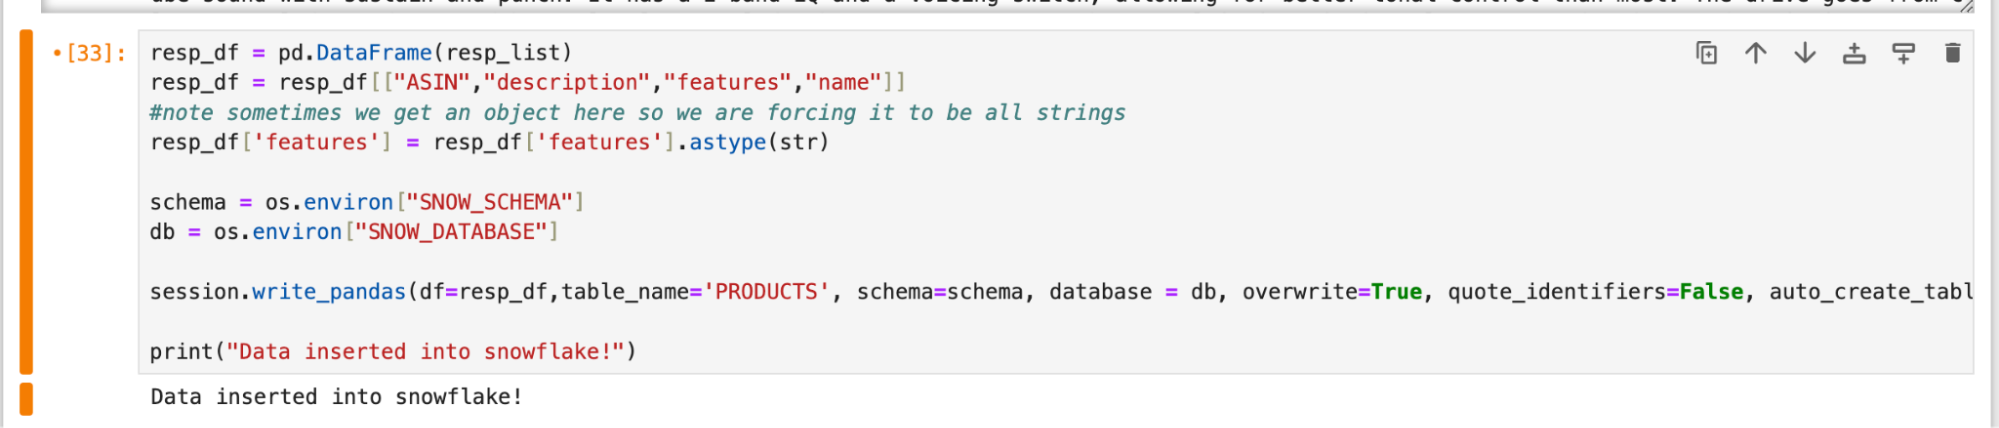 •[33]:
resp_df = pd.DataFrame(resp_list)
resp_df = resp_df[["ASIN","description","features","name"]]
#note sometimes we get an object here so we are forcing it to be all strings
resp_df['features'] = resp_df['features'].astype(str)
schema = os.environ["SNOW_SCHEMA"]
db = os.environ["SNOW_DATABASE"]
session.write_pandas(df=resp_df,table_name='PRODUCTS', schema=schema, database = db, overwrite=True, quote_identifiers=False, auto_create_tabl
print("Data inserted into snowflake!")
Data inserted into snowflake!